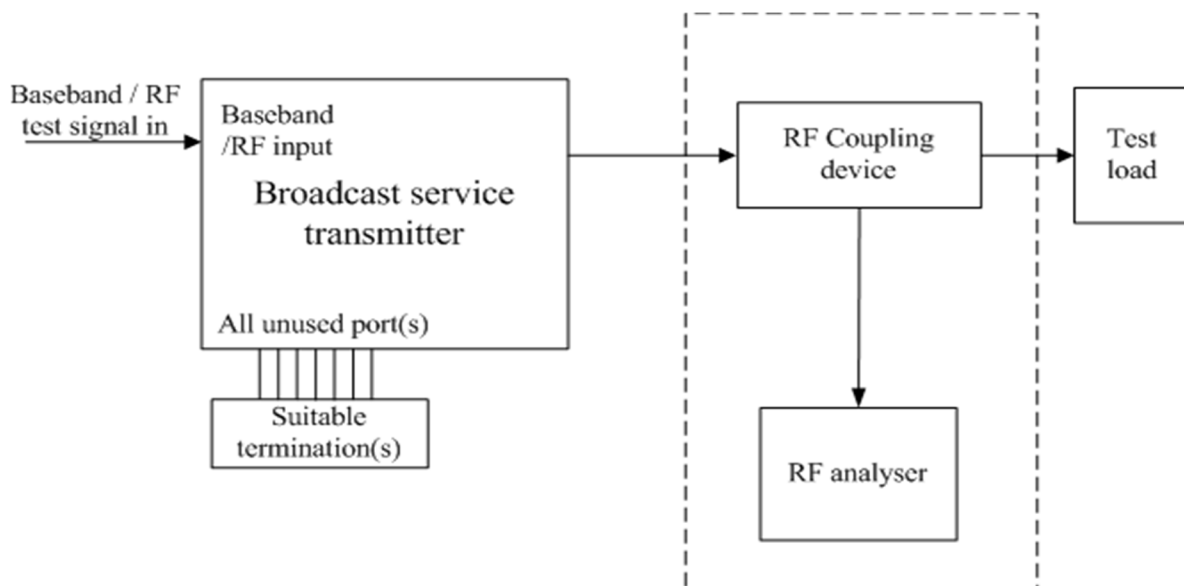 Baseband / RF
test signal in
Baseband
/RF input
Broadcast service
transmitter
All unused port(s)
Suitable
termination(s)
RF Coupling
device
Test
load
RF analyser